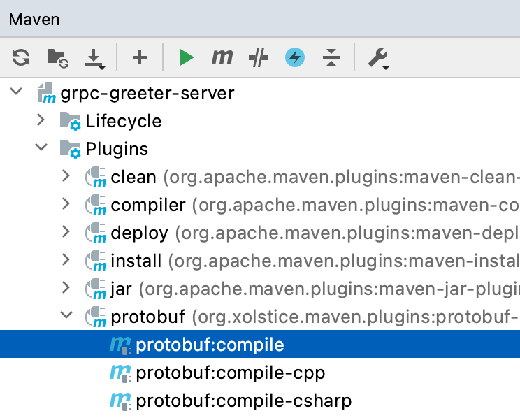 Maven
grpc-greeter-server
Lifecycle
Plugins
clean (org.apache.maven.plugins:maven-clean-
compiler (org.apache.maven.plugins:maven-co
deploy (org.apache.maven.plugins:maven-depl
install (org.apache.maven.plugins:maven-instal
jar (org.apache.maven.plugins:maven-jar-plugi
protobuf (org.xolstice.maven.plugins:protobuf-
protobuf:compile
protobuf:compile-cpp
protobuf:compile-csharp